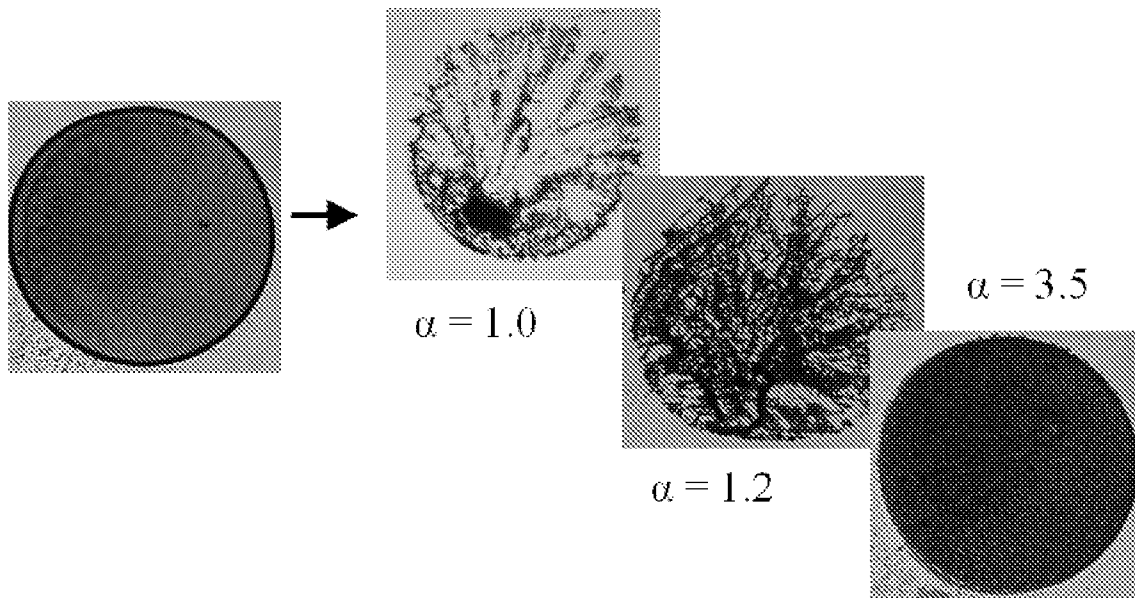 α = 1.0
α = 3.5
α = 1.2